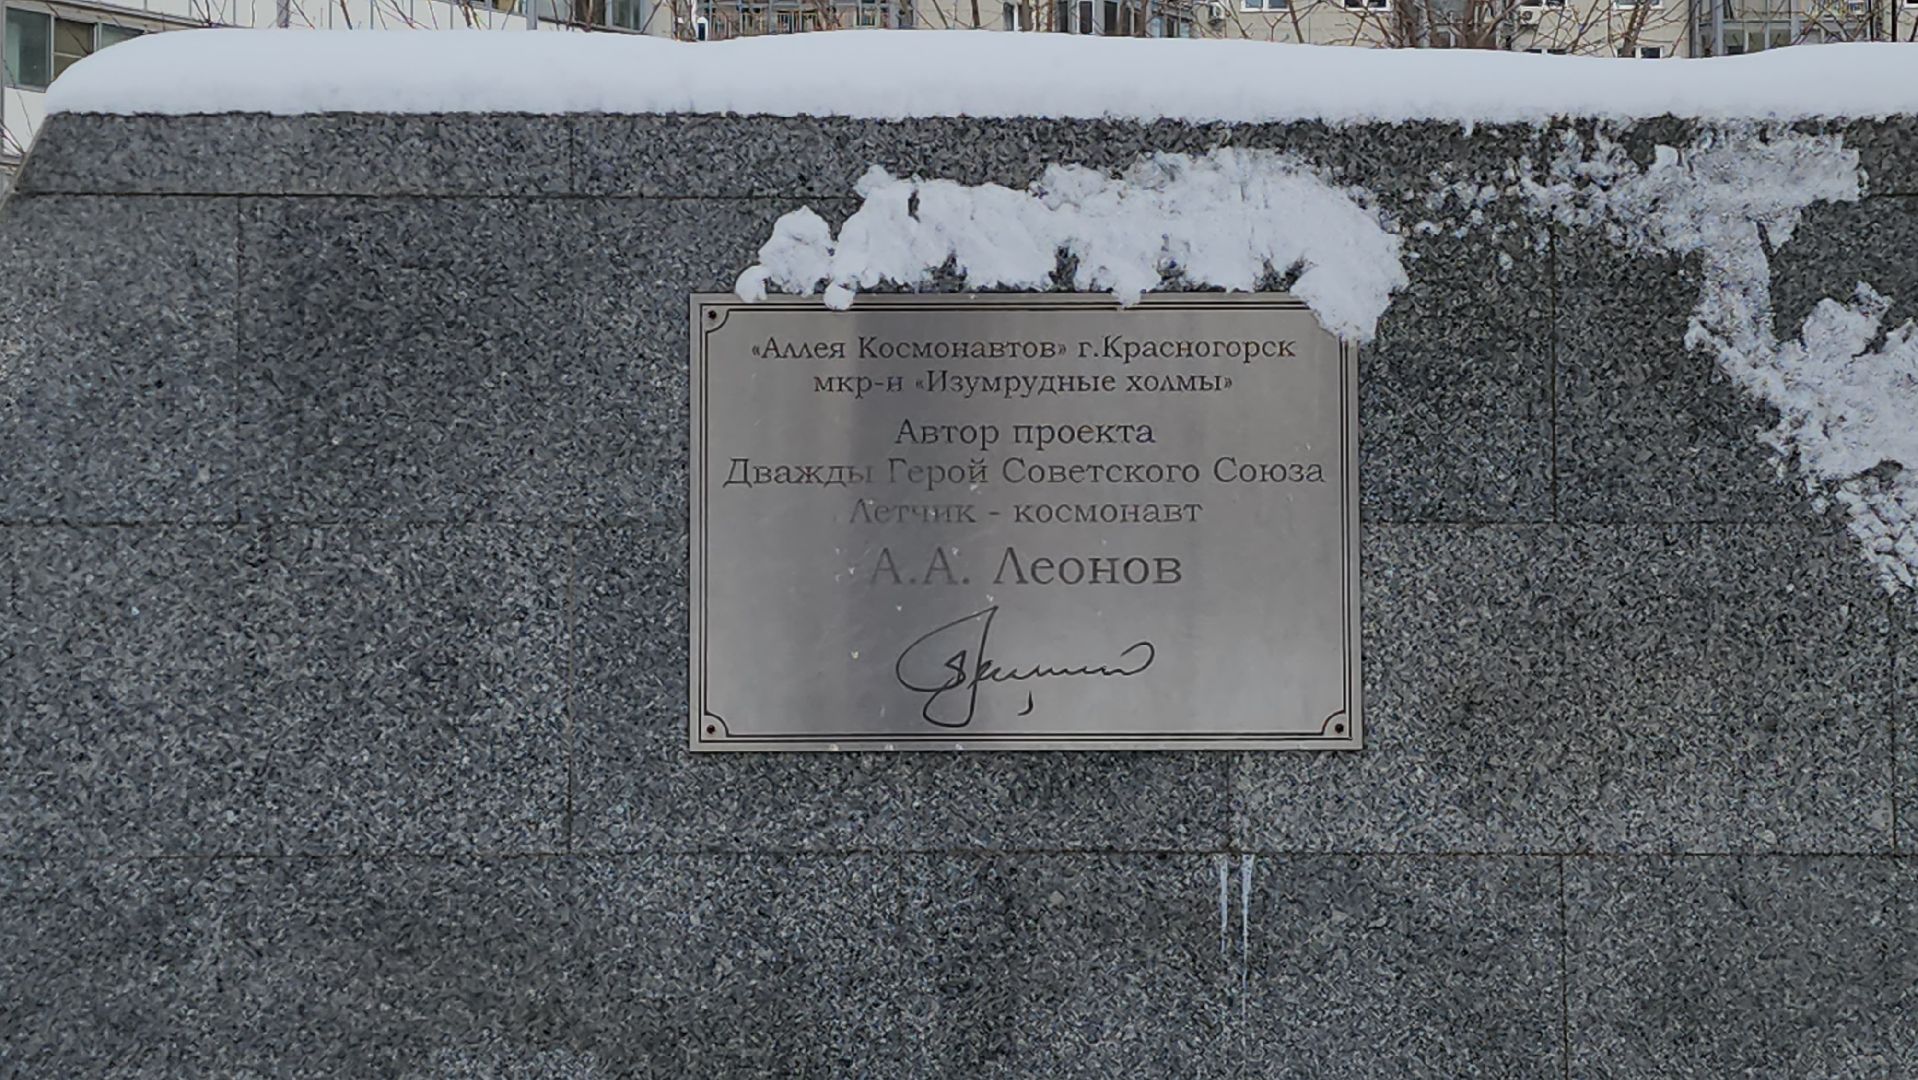 «Аллея Космонавтов» г.Красногорск
мкр-н «Изумрудные холмы»
Автор проекта
Дважды Герой Советского Союза
Летчик - космонавт
А.А. Леонов